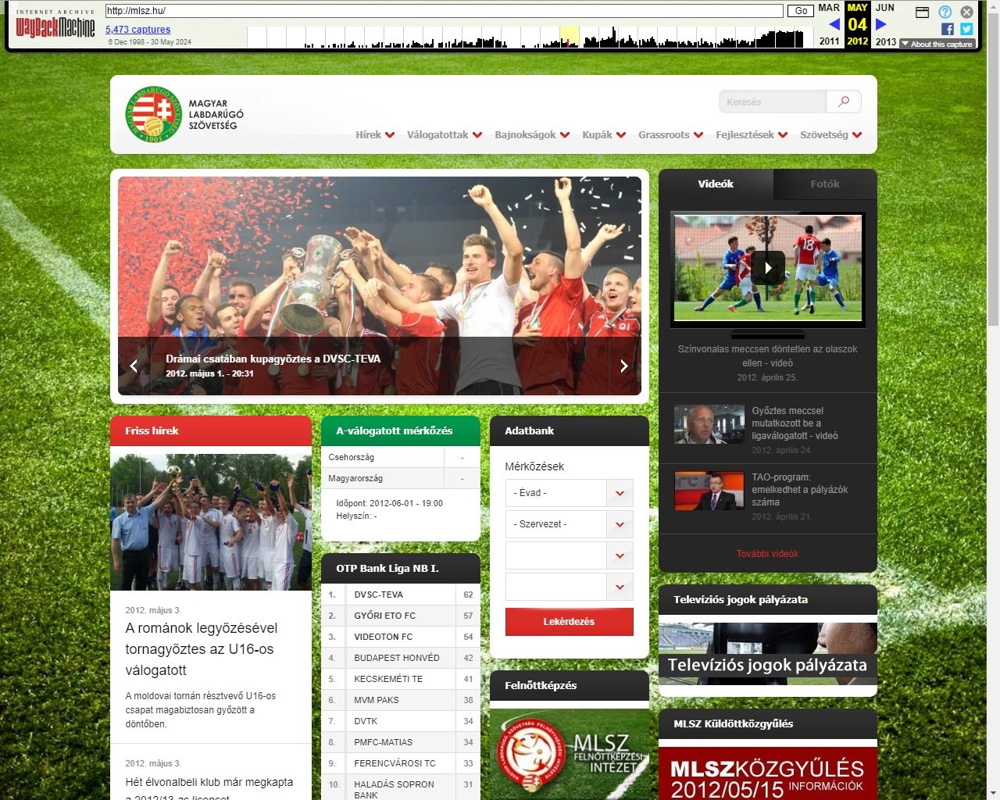 INTERNET ARCHIVE
WayBackMachine
http://mlsz.hu/
Go
5,473 captures
6 Dec 1998 - 30 May 2024
MAR MAY JUN
04
2011 2012 2013
About this capture
MAGYAR
LABDARÚGÓ
SZÖVETSÉG
MAGYAR LABDARÚGÓ SZÖVETSÉG
1901
Keresés
Hírek Válogatottak Bajnokságok Kupák Grassroots Fejlesztések Szövetség
Drámai csatában kupagyőztes a DVSC-TEVA
2012. május 1. - 20:31
Videók
Fotók
18
Színvonalas meccsen döntetlen az olaszok
ellen - videó
2012. április 25.
Győztes meccsel
mutatkozott be a
ligaválogatott - videó
2012. április 24.
TAO-program:
emelkedhet a pályázók
száma
2012. április 21.
További videók
Televíziós jogok pályázata
Televíziós jogok pályázata
MLSZ Küldöttközgyűlés
MLSZKÖZGYŰLÉS
2012/05/15 INFORMÁCIÓK
Friss hírek
2012. május 3.
A románok legyőzésével
tornagyőztes az U16-os
válogatott
A moldovai tornán résztvevő U16-os
csapat magabiztosan győzött a
döntőben.
2012. május 3.
Hét élvonalbeli klub már megkapta
a 2012/13-as licencet
A-válogatott mérkőzés
Csehország -
Magyarország -
Időpont: 2012-06-01 - 19:00
Helyszín: -
OTP Bank Liga NB I.
1. DVSC-TEVA 62
2. GYŐRI ETO FC 57
3. VIDEOTON FC 54
4. BUDAPEST HONVÉD 42
5. KECSKEMÉTI TE 41
6. MVM PAKS 38
7. DVTK 34
8. PMFC-MATIAS 34
9. FERENCVÁROSI TC 33
10. HALADÁS SOPRON 31
BANK
Adatbank
Mérkőzések
- Évad -
- Szervezet -
Lekérdezés
Felnőttképzés
MLSZ
FELNŐTTKÉPZÉSI
INTÉZET